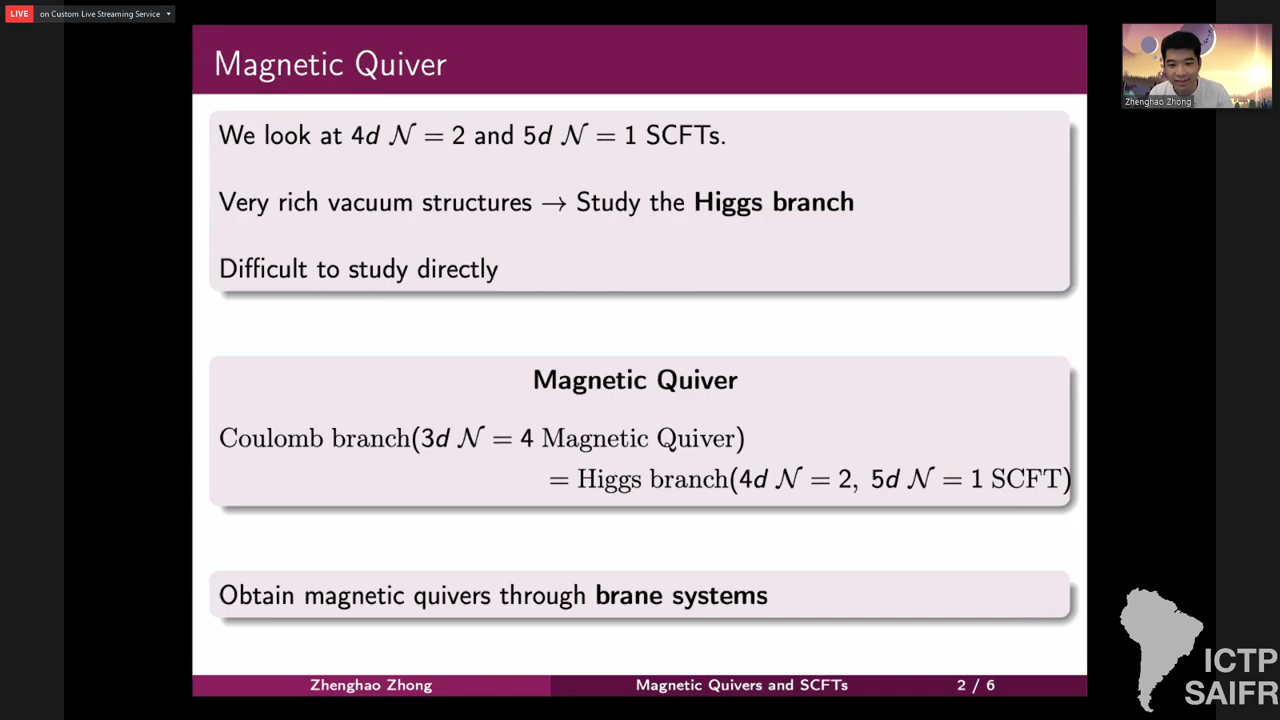 LIVE on Custom Live Streaming Service
Magnetic Quiver
Zhenghao Zhong
We look at 4d 𝒩 = 2 and 5d 𝒩 = 1 SCFTs.
Very rich vacuum structures → Study the Higgs branch
Difficult to study directly
Magnetic Quiver
Coulomb branch(3d 𝒩 = 4 Magnetic Quiver)
= Higgs branch(4d 𝒩 = 2, 5d 𝒩 = 1 SCFT)
Obtain magnetic quivers through brane systems
Zhenghao Zhong Magnetic Quivers and SCFTs 2 / 6
ICTP
SAIFR